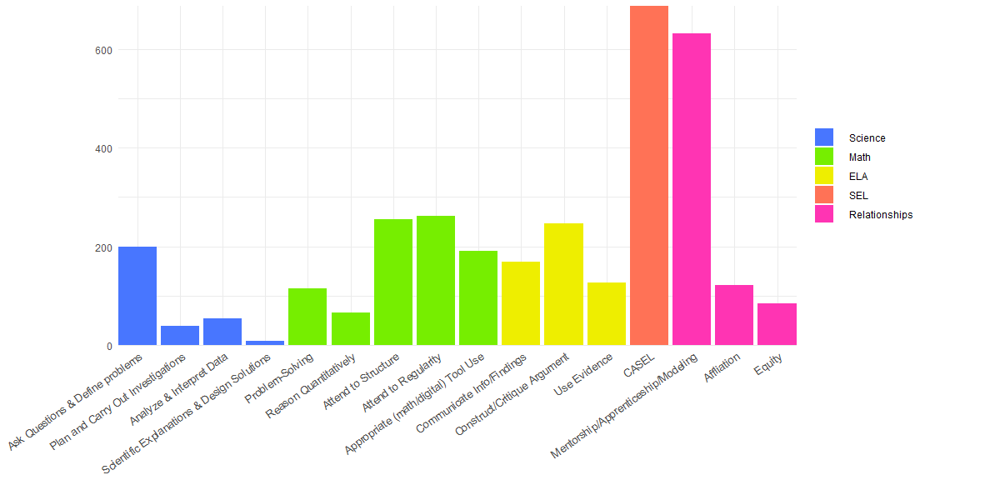 600
400
200
0
Ask Questions & Define problems
Plan and Carry Out Investigations
Analyze & Interpret Data
Scientific Explanations & Design Solutions
Problem-Solving
Reason Quantitatively
Attend to Structure
Attend to Regularity
Appropriate (math/digital) Tool Use
Communicate Info/Findings
Construct/Critique Argument
Use Evidence
CASEL
Mentorship/Apprenticeship/Modeling
Affliation
Equity
Science
Math
ELA
SEL
Relationships